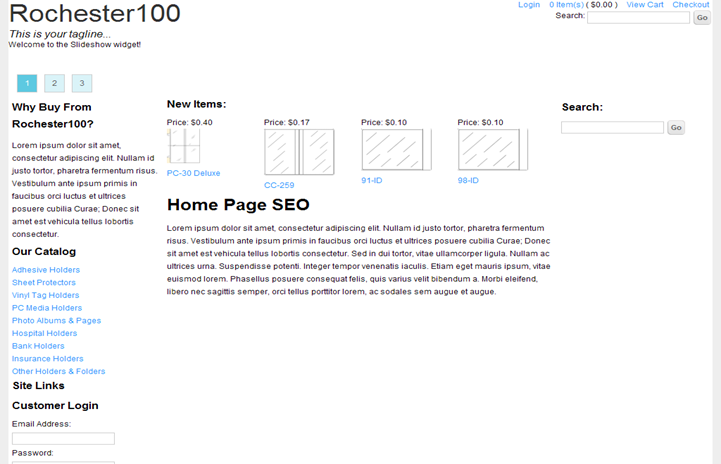 Rochester100
This is your tagline...
Welcome to the Slideshow widget!
Login 0 Item(s) ( $0.00 ) View Cart Checkout
Search: Go
1 2 3
Why Buy From
Rochester100?
Lorem ipsum dolor sit amet,
consectetur adipiscing elit. Nullam id
justo tortor, pharetra fermentum risus.
Vestibulum ante ipsum primis in
faucibus orci luctus et ultrices
posuere cubilia Curae; Donec sit
amet est vehicula tellus lobortis
consectetur.
Our Catalog
Adhesive Holders
Sheet Protectors
Vinyl Tag Holders
PC Media Holders
Photo Albums & Pages
Hospital Holders
Bank Holders
Insurance Holders
Other Holders & Folders
Site Links
Customer Login
Email Address:
Password:
New Items:
Price: $0.40
PC-30 Deluxe
Price: $0.17
CC-259
Price: $0.10
91-ID
Price: $0.10
98-ID
Home Page SEO
Lorem ipsum dolor sit amet, consectetur adipiscing elit. Nullam id justo tortor, pharetra fermentum
risus. Vestibulum ante ipsum primis in faucibus orci luctus et ultrices posuere cubilia Curae; Donec
sit amet est vehicula tellus lobortis consectetur. Sed in dui tortor, vitae ullamcorper ligula. Nullam ac
ultrices urna. Suspendisse potenti. Integer tempor venenatis iaculis. Etiam eget mauris ipsum, vitae
euismod lorem. Phasellus posuere consequat felis, quis varius velit bibendum a. Morbi eleifend,
libero nec sagittis semper, orci tellus porttitor lorem, ac sodales sem augue et augue.
Search:
Go